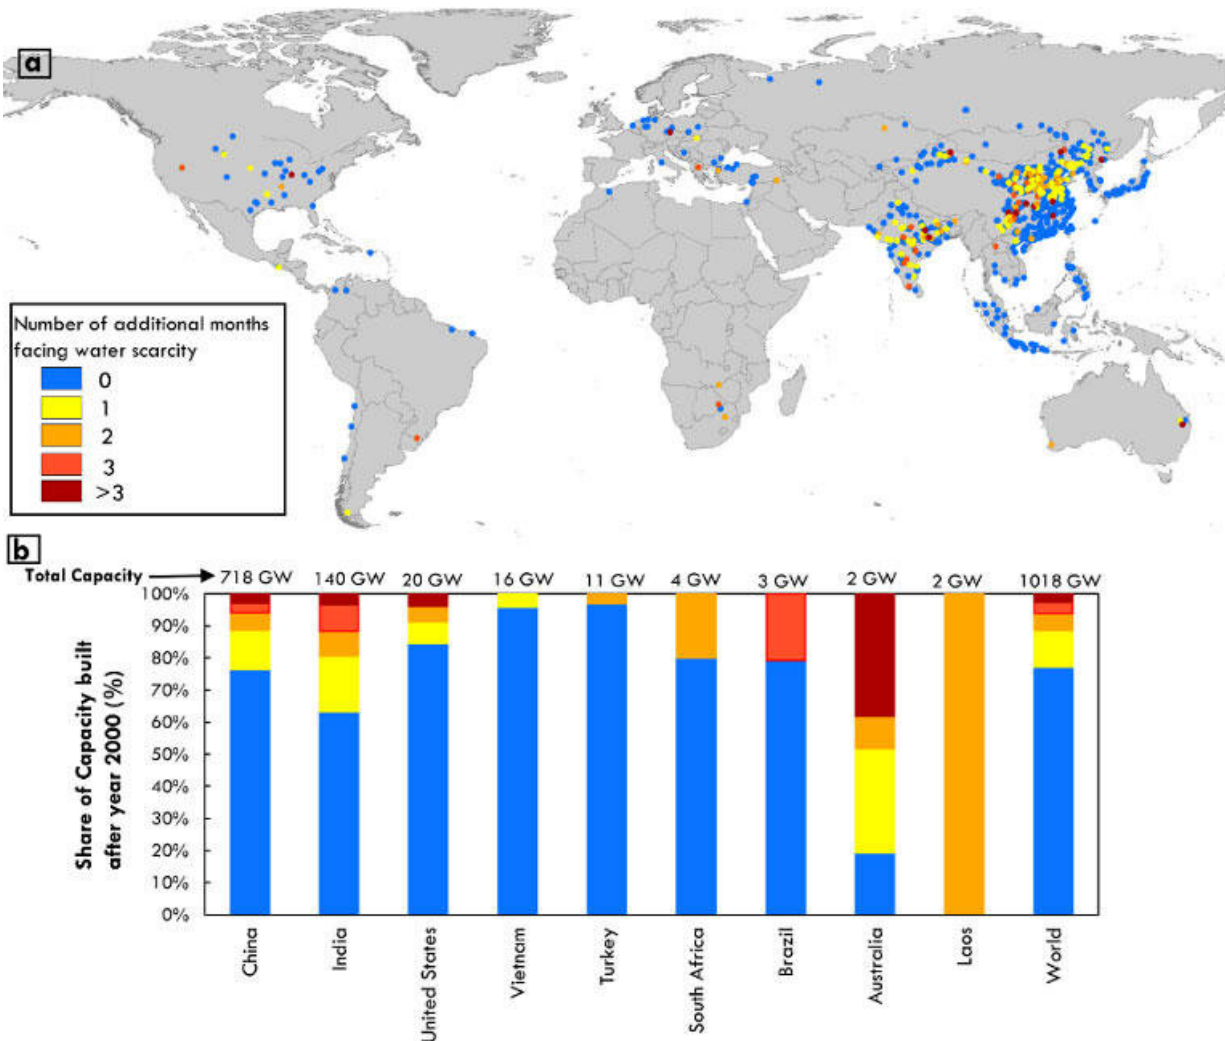 a
Number of additional months
facing water scarcity
0
1
2
3
>3
b
Total Capacity
718 GW
140 GW
20 GW
16 GW
11 GW
4 GW
3 GW
2 GW
2 GW
1018 GW
100%
90%
80%
70%
60%
50%
40%
30%
20%
10%
0%
Share of Capacity built
after year 2000 (%)
China
India
United States
Vietnam
Turkey
South Africa
Brazil
Australia
Laos
World